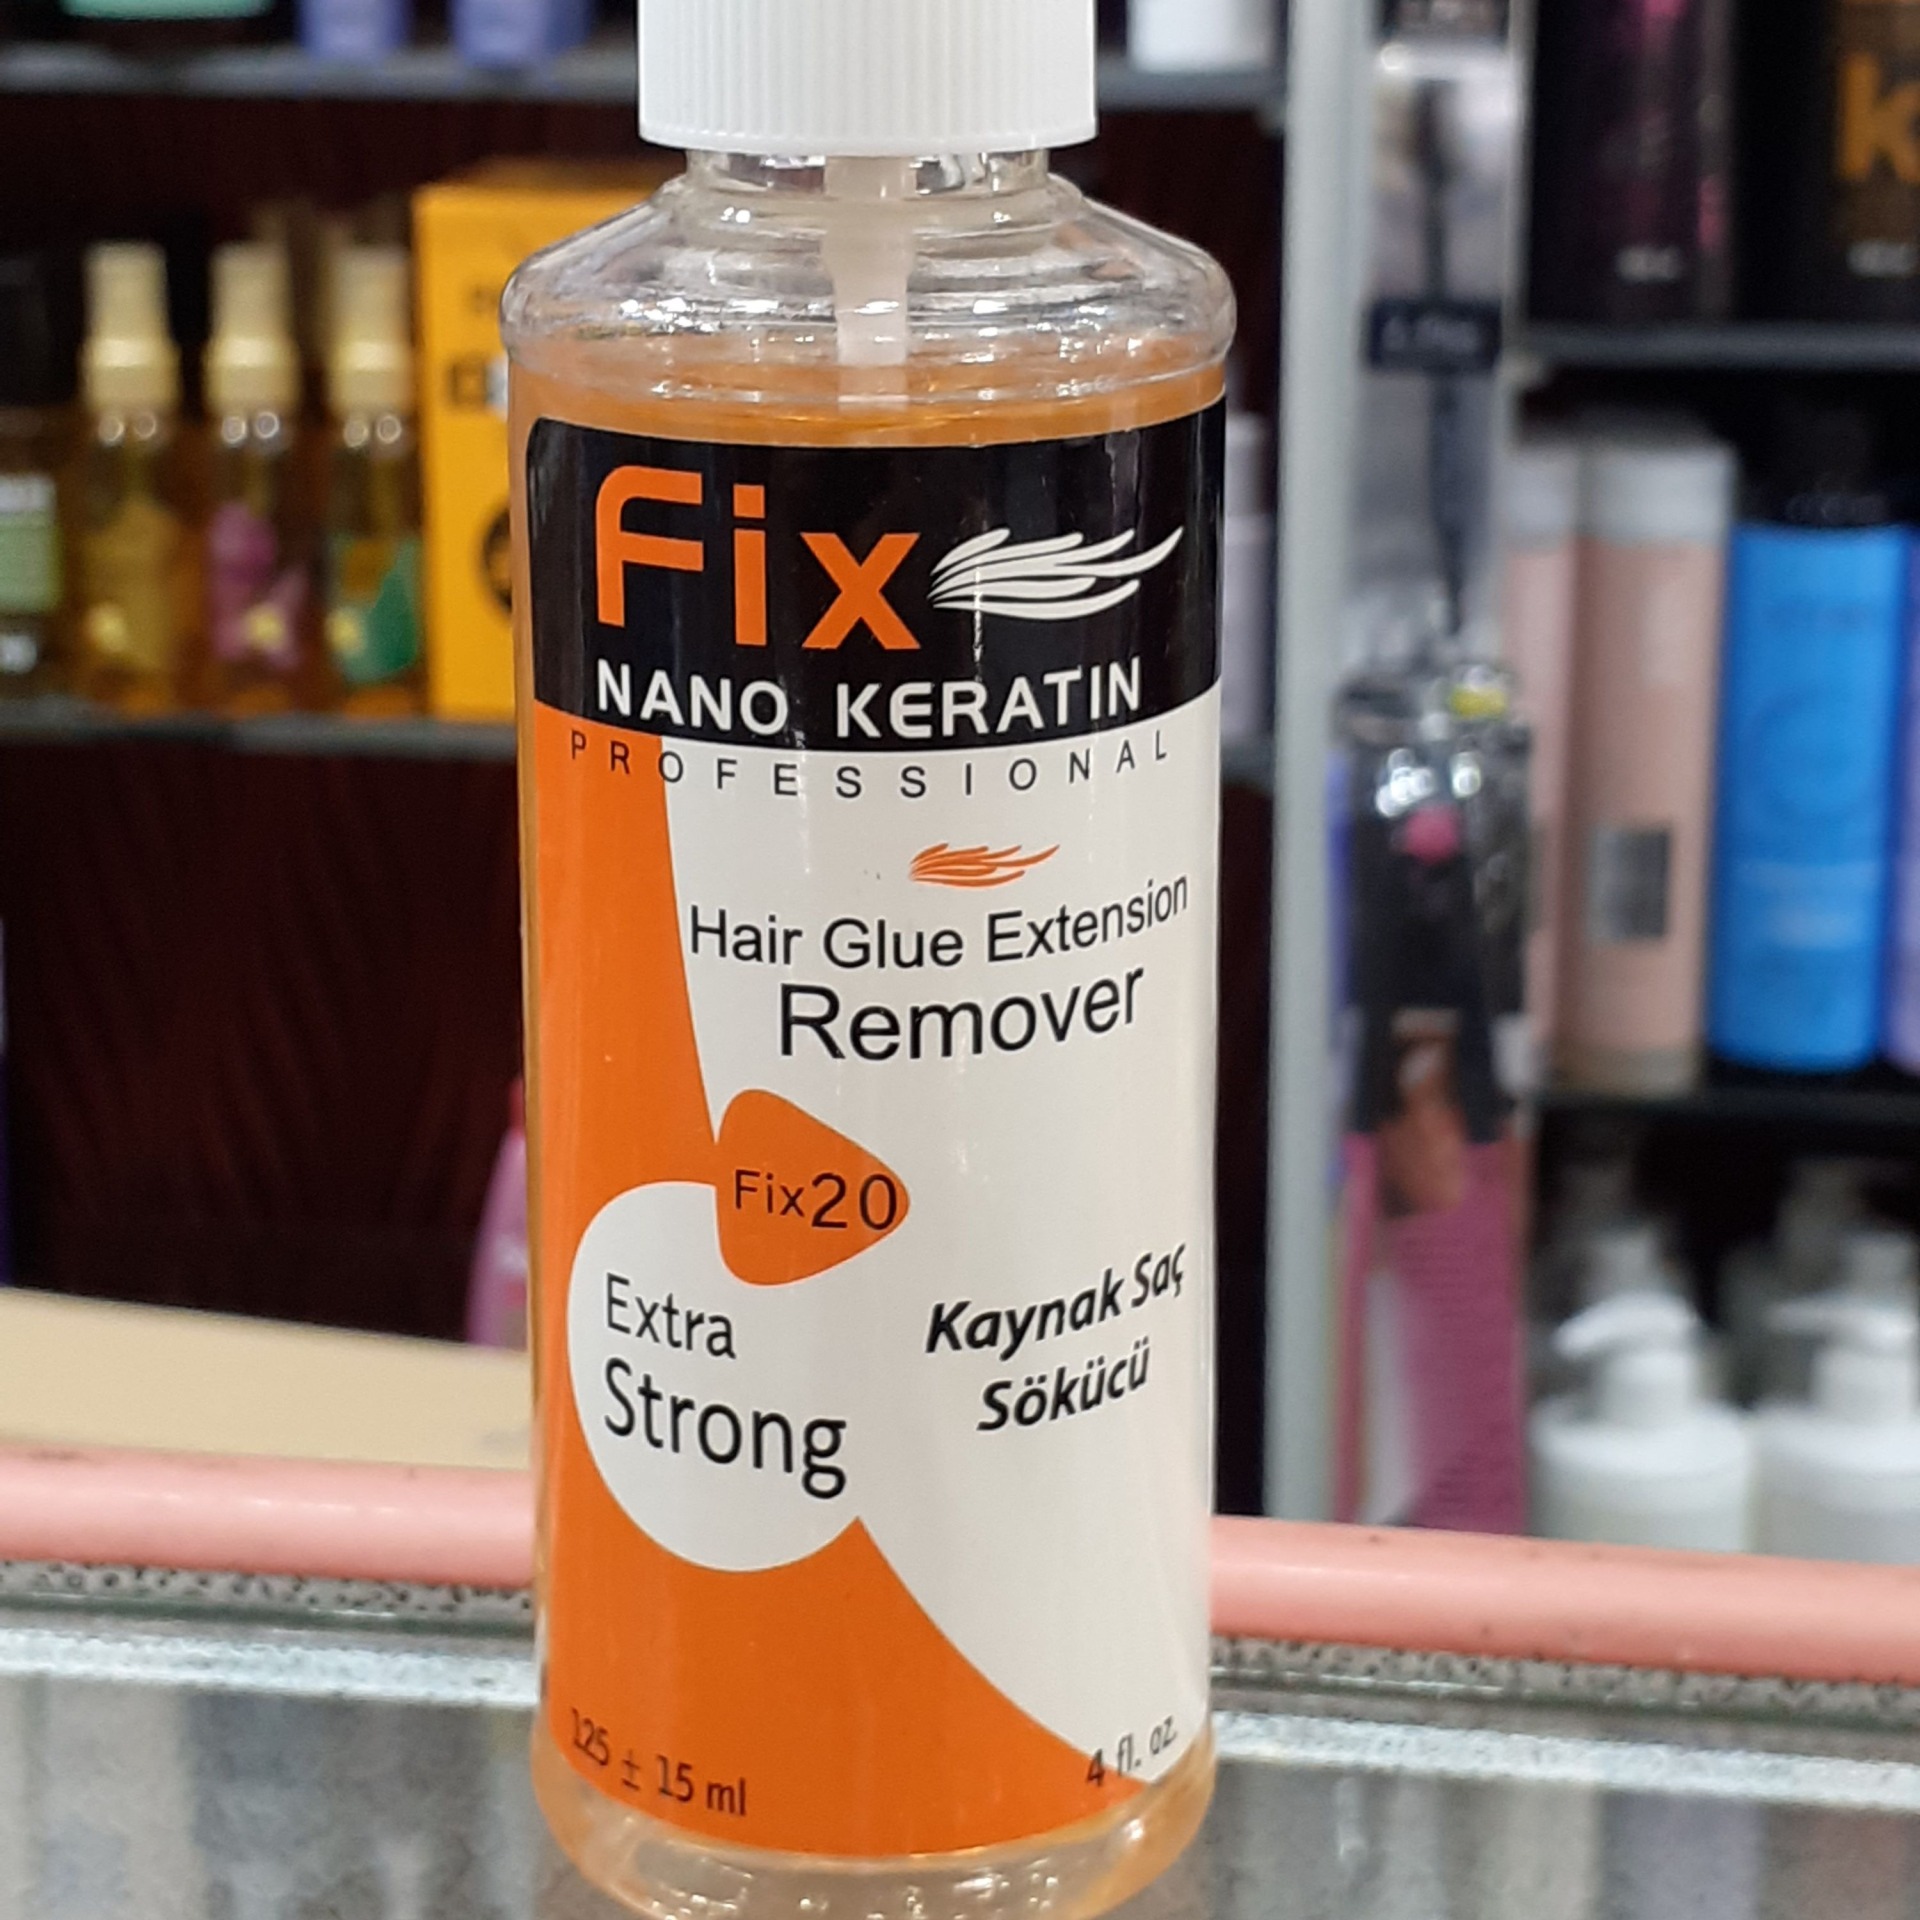 Fix
NANO KERATIN
PROFESSIONAL
Hair Glue Extension
Remover
Fix20
Extra
Strong
Kaynak Saç
Sökücü
125 ± 15 ml
4 fl. oz.